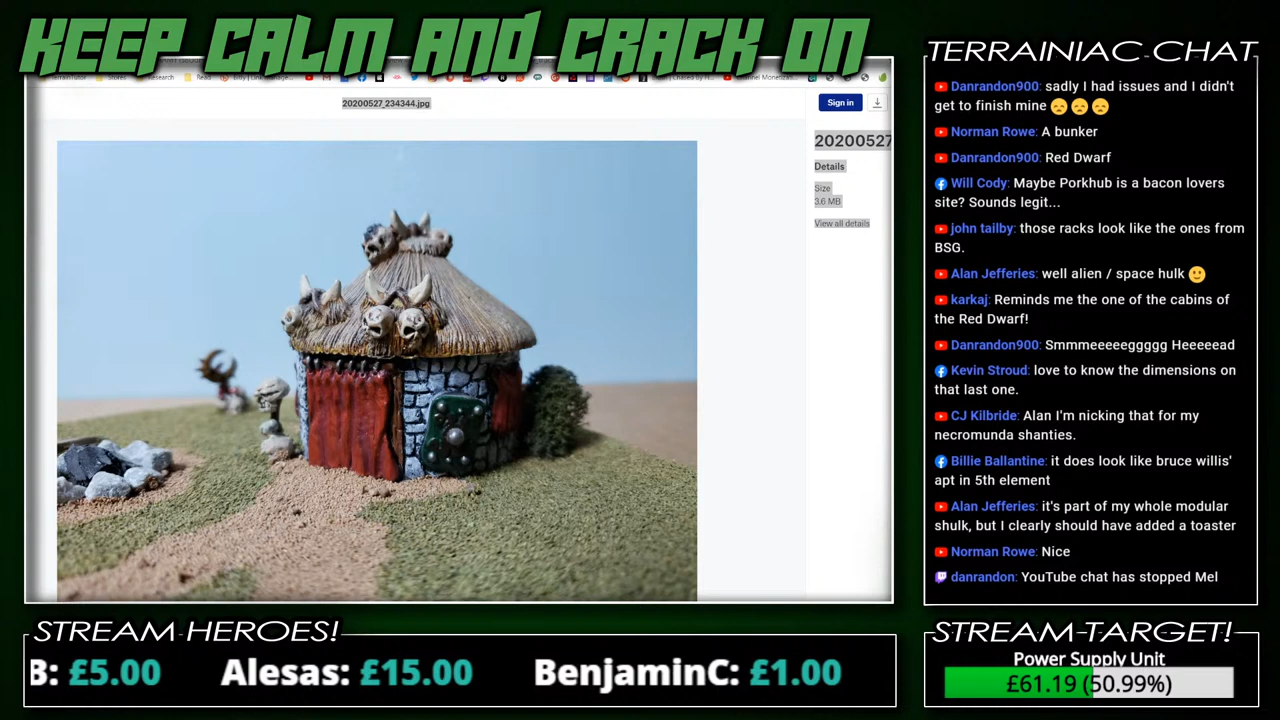 KEEP CALM AND CRACK ON
TerrainTutor Stores Research Read
20200527_234344.jpg
Sign in
20200527
Details
Size
3.6 MB
View all details
TERRAINIAC CHAT
Danrandon900: sadly I had issues and I didn't
get to finish mine 😞 😞 😞
Norman Rowe: A bunker
Danrandon900: Red Dwarf
Will Cody: Maybe Porkhub is a bacon lovers
site? Sounds legit...
john tailby: those racks look like the ones from
BSG.
Alan Jefferies: well alien / space hulk 🙂
karkaj: Reminds me the one of the cabins of
the Red Dwarf!
Danrandon900: Smmmeeeeeggggg Heeeeead
Kevin Stroud: love to know the dimensions on
that last one.
CJ Kilbride: Alan I'm nicking that for my
necromunda shanties.
Billie Ballantine: it does look like bruce willis'
apt in 5th element
Alan Jefferies: it's part of my whole modular
shulk, but I clearly should have added a toaster
Norman Rowe: Nice
danrandon: YouTube chat has stopped Mel
STREAM HEROES!
B: £5.00 Alesas: £15.00 BenjaminC: £1.00
STREAM TARGET!
Power Supply Unit
£61.19 (50.99%)